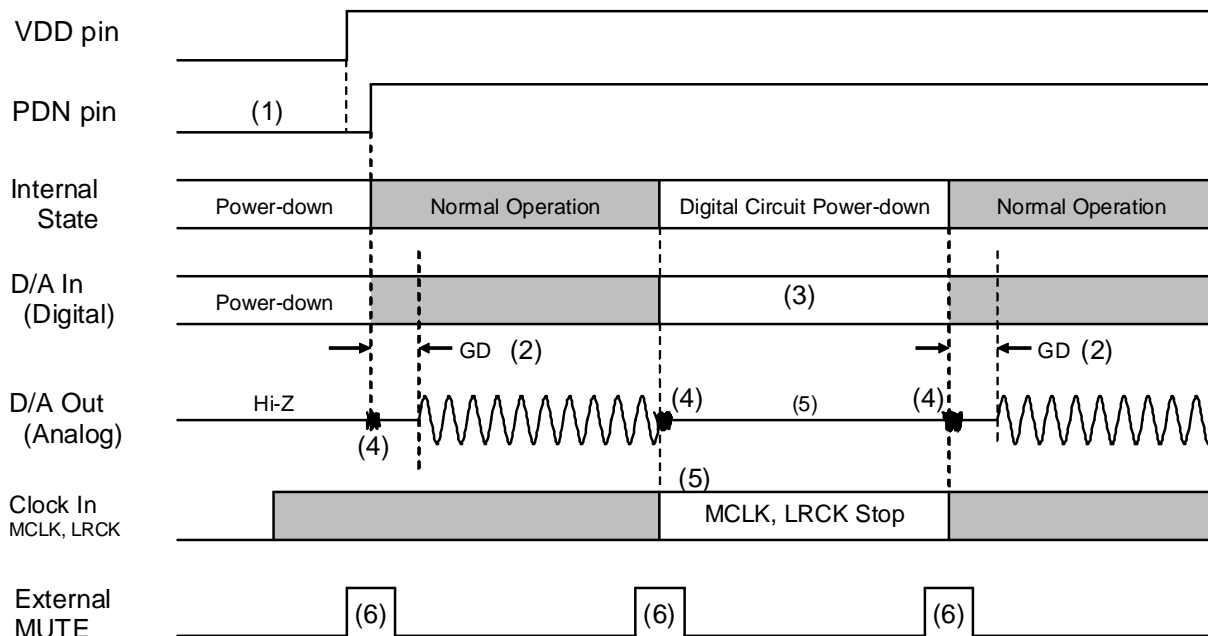 VDD pin
PDN pin
(1)
Internal
State
Power-down
Normal Operation
Digital Circuit Power-down
Normal Operation
D/A In
(Digital)
Power-down
(3)
GD (2)
GD (2)
D/A Out
(Analog)
Hi-Z
(4)
(4)
(5)
(4)
Clock In
MCLK, LRCK
(5)
MCLK, LRCK Stop
External
MUTE
(6)
(6)
(6)